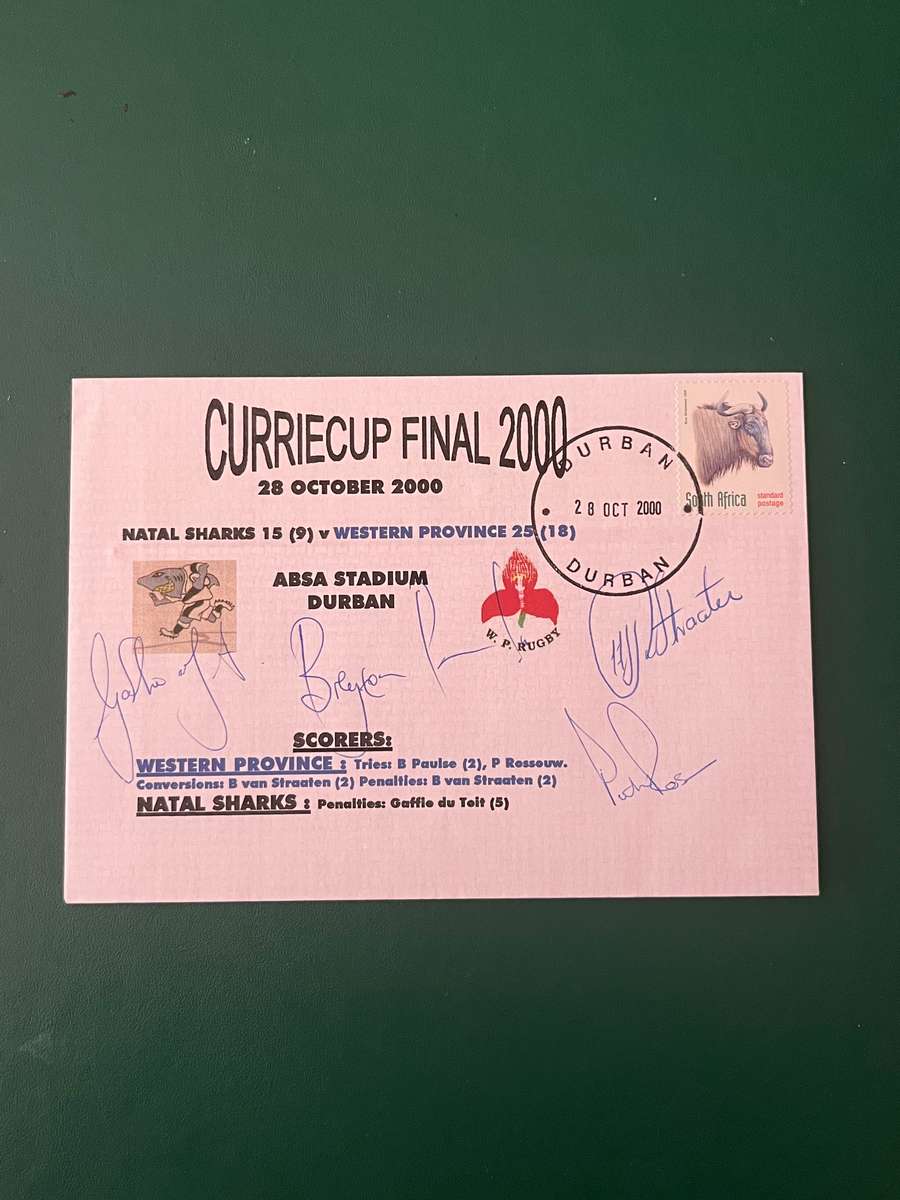 CURRIECUP FINAL 2000
28 OCTOBER 2000
DURBAN
28 OCT 2000
DURBAN
South Africa
standard
postage
NATAL SHARKS 15 (9) v WESTERN PROVINCE 25 (18)
ABSA STADIUM
DURBAN
W. P. RUGBY
SCORERS:
WESTERN PROVINCE : Tries: B Paulse (2), P Rossouw.
Conversions: B van Straaten (2) Penalties: B van Straaten (2)
NATAL SHARKS : Penalties: Gaffie du Toit (5)